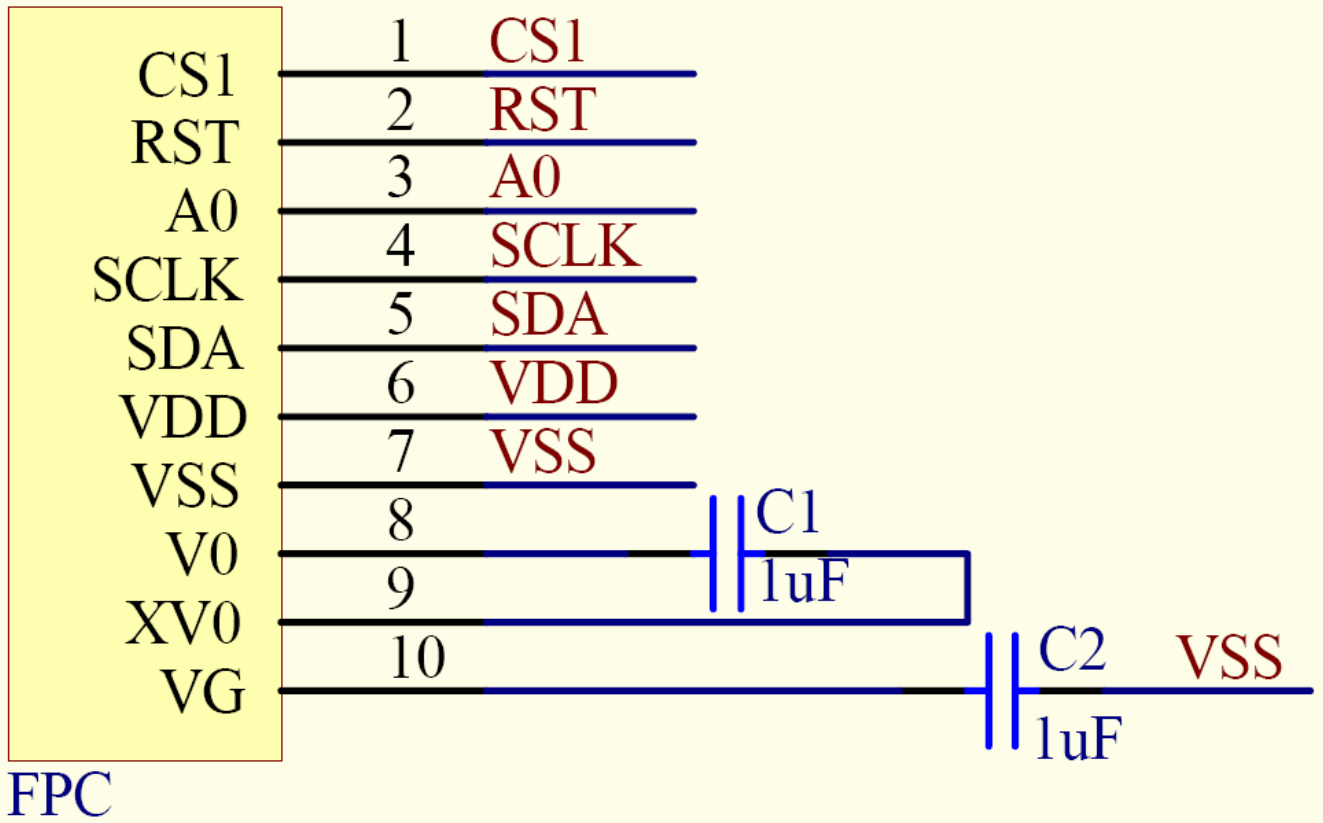 1 CS1
CS1
2 RST
RST
3 A0
A0
4 SCLK
SCLK
5 SDA
SDA
6 VDD
VDD
7 VSS
VSS
8 C1
V0
9 1uF
XV0
10 C2 VSS
VG
1uF
FPC